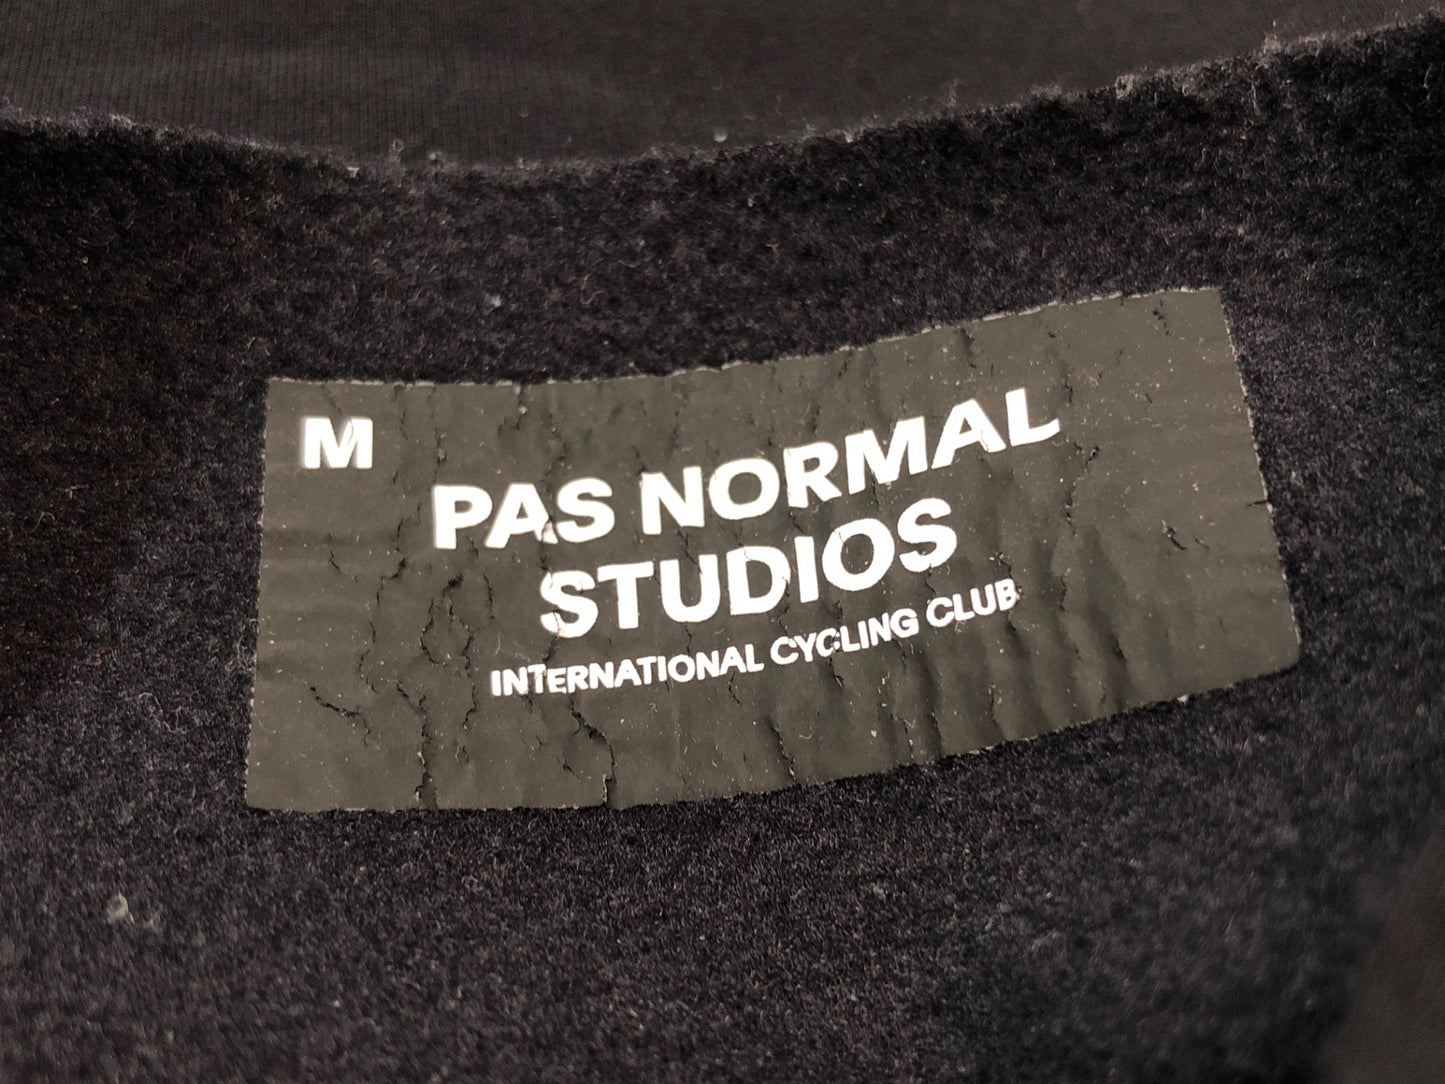 M
PAS NORMAL
STUDIOS
INTERNATIONAL CYCLING CLUB